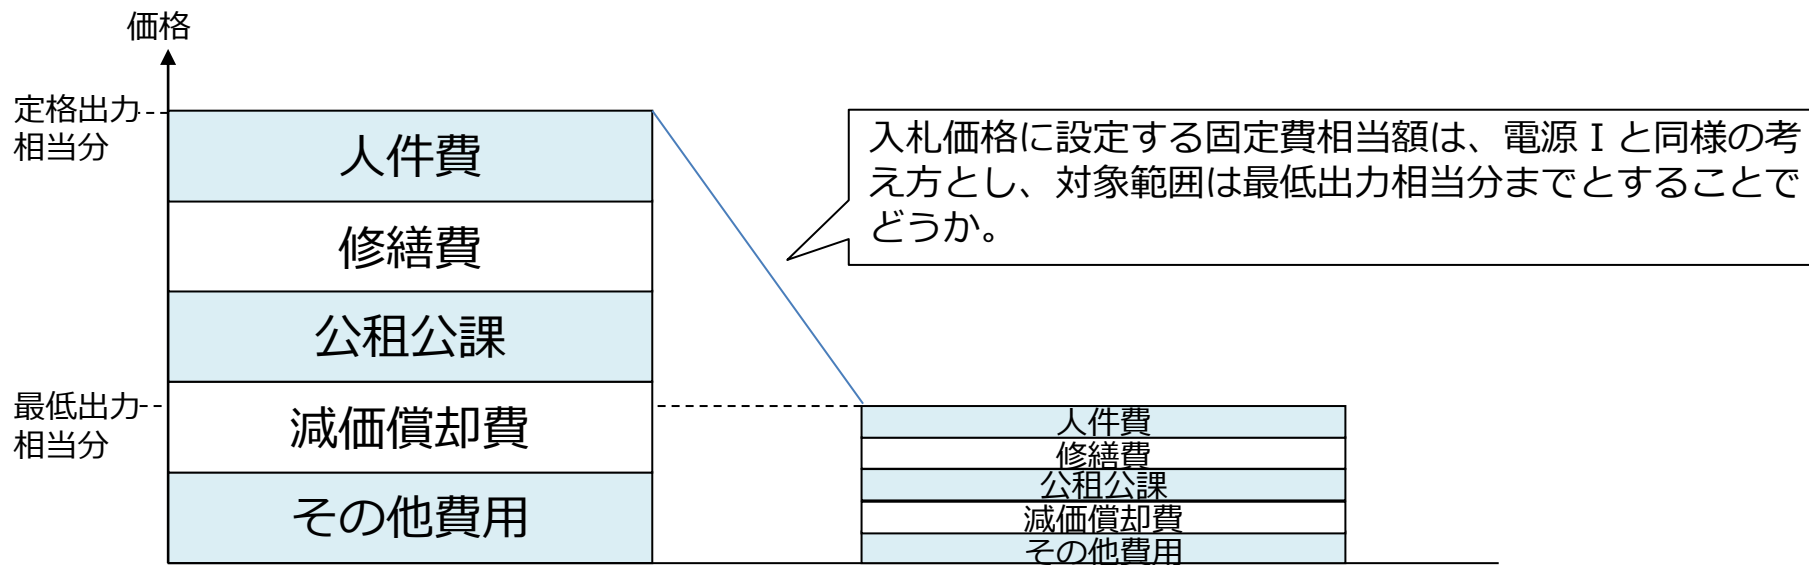 価格
定格出力
相当分
人件費
修繕費
公租公課
減価償却費
その他費用
最低出力
相当分
入札価格に設定する固定費相当額は、電源Ⅰと同様の考
え方とし、対象範囲は最低出力相当分までとすることで
どうか。
人件費
修繕費
公租公課
減価償却費
その他費用